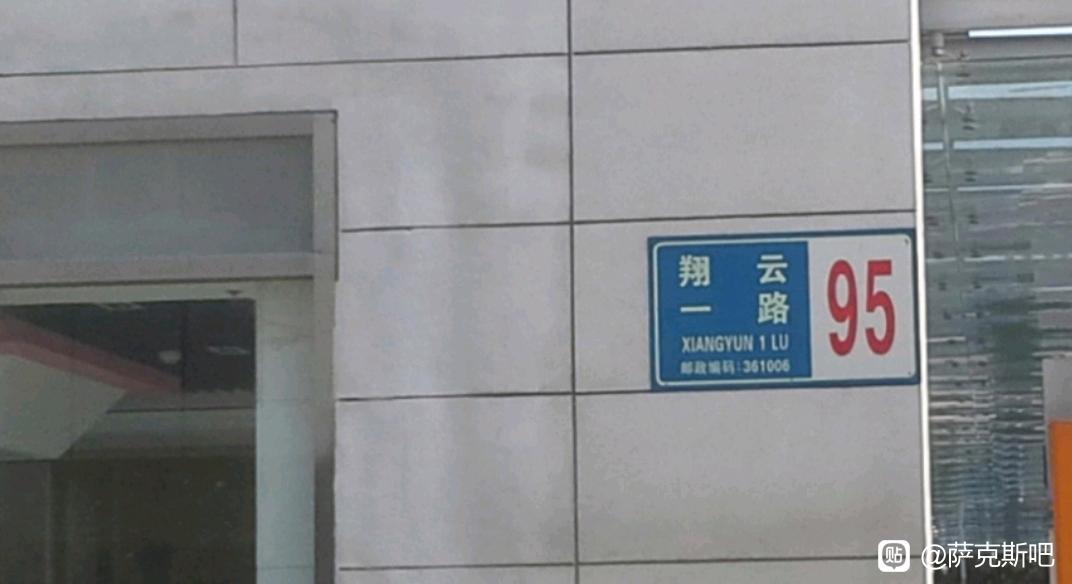 翔云
一路
XIANGYUN 1 LU
邮政编码:361006
95
贴 @萨克斯吧